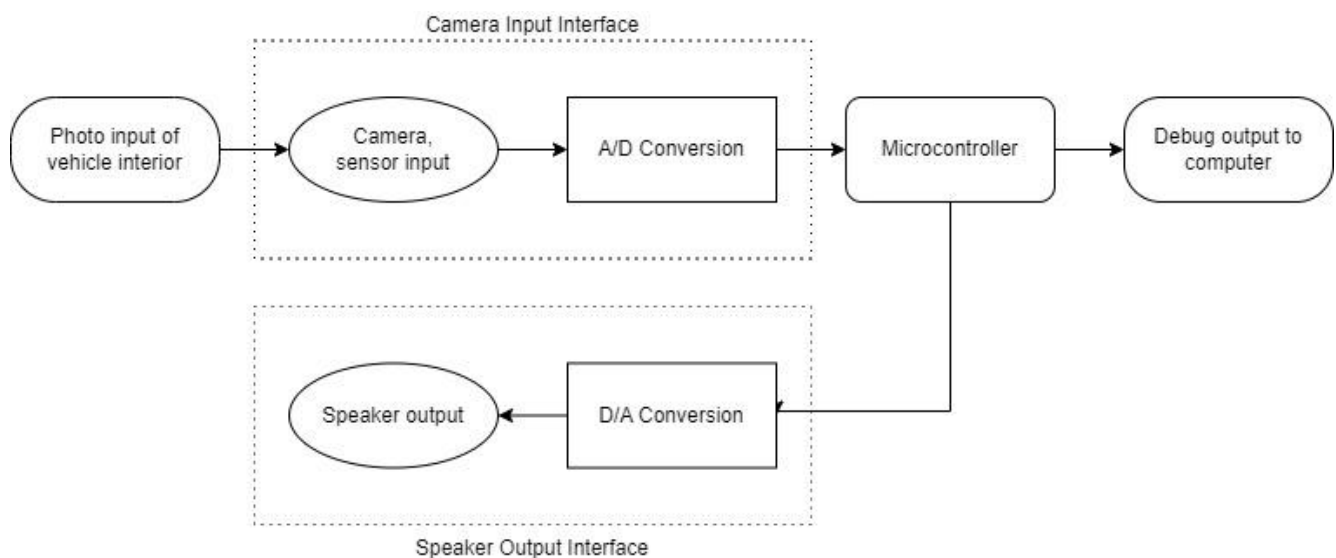 Camera Input Interface
Photo input of
vehicle interior
Camera,
sensor input
A/D Conversion
Microcontroller
Debug output to
computer
Speaker output
D/A Conversion
Speaker Output Interface